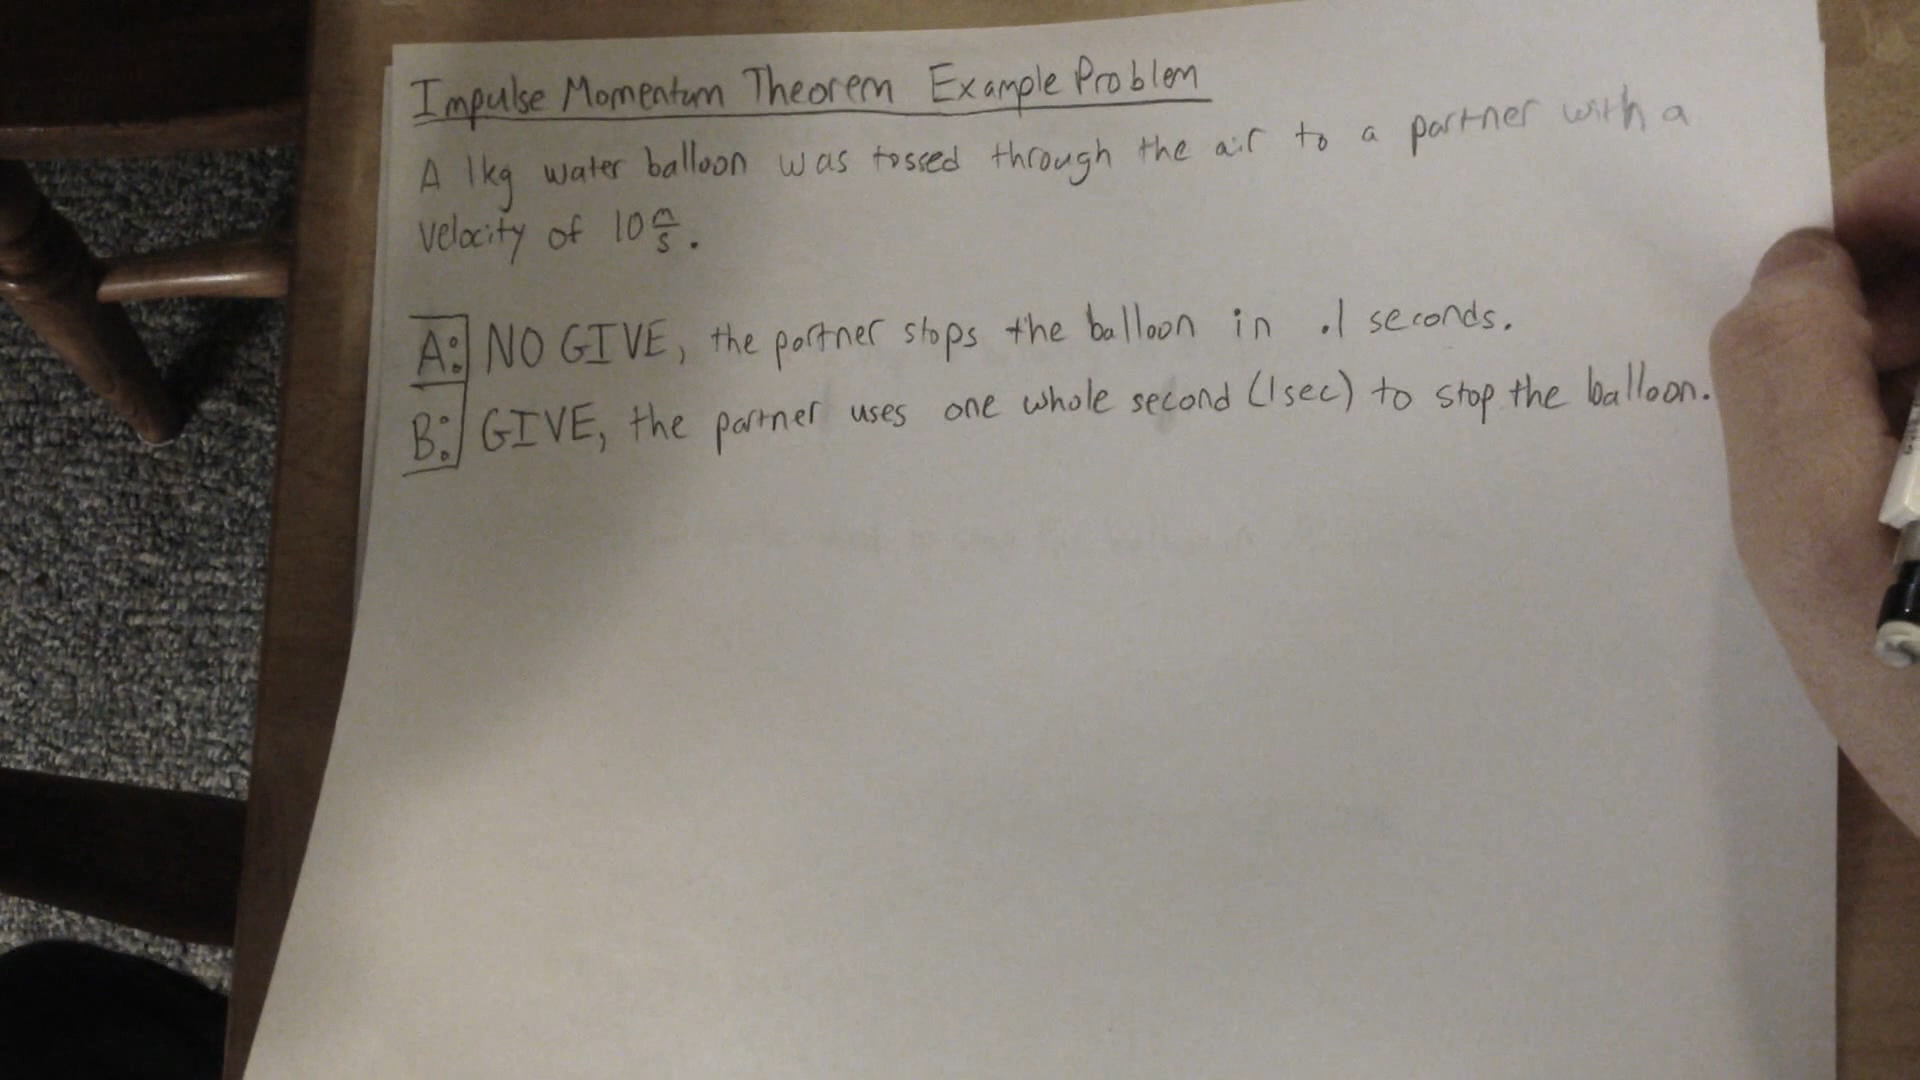 Impulse Momentum Theorem Example Problem
A 1kg water balloon was tossed through the air to a partner with a
velocity of 10 m/s.
A: NO GIVE, the partner stops the balloon in .1 seconds.
B: GIVE, the partner uses one whole second (1sec) to stop the balloon.